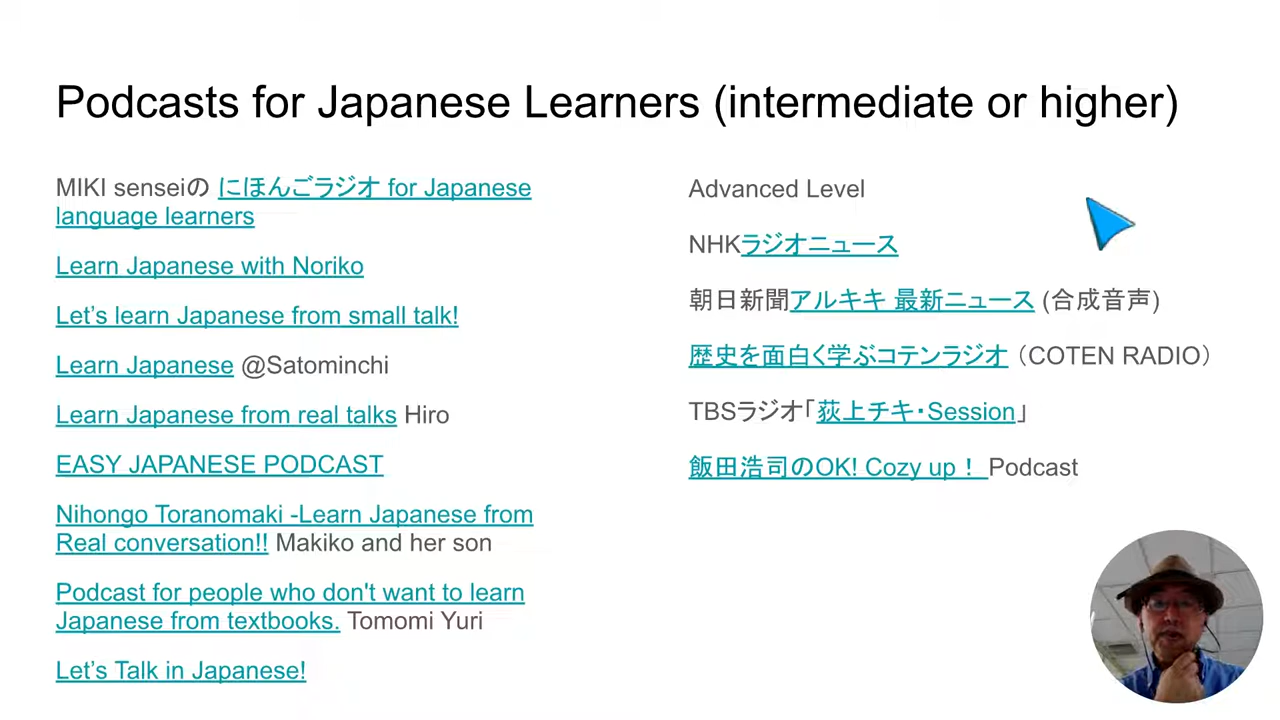 Podcasts for Japanese Learners (intermediate or higher)
MIKI senseiの にほんごラジオ for Japanese
language learners
Learn Japanese with Noriko
Let’s learn Japanese from small talk!
Learn Japanese @Satominchi
Learn Japanese from real talks Hiro
EASY JAPANESE PODCAST
Nihongo Toranomaki -Learn Japanese from
Real conversation!! Makiko and her son
Podcast for people who don't want to learn
Japanese from textbooks. Tomomi Yuri
Let’s Talk in Japanese!
Advanced Level
NHKラジオニュース
朝日新聞アルキキ 最新ニュース (合成音声)
歴史を面白く学ぶコテンラジオ （COTEN RADIO）
TBSラジオ「荻上チキ・Session」
飯田浩司のOK! Cozy up！ Podcast